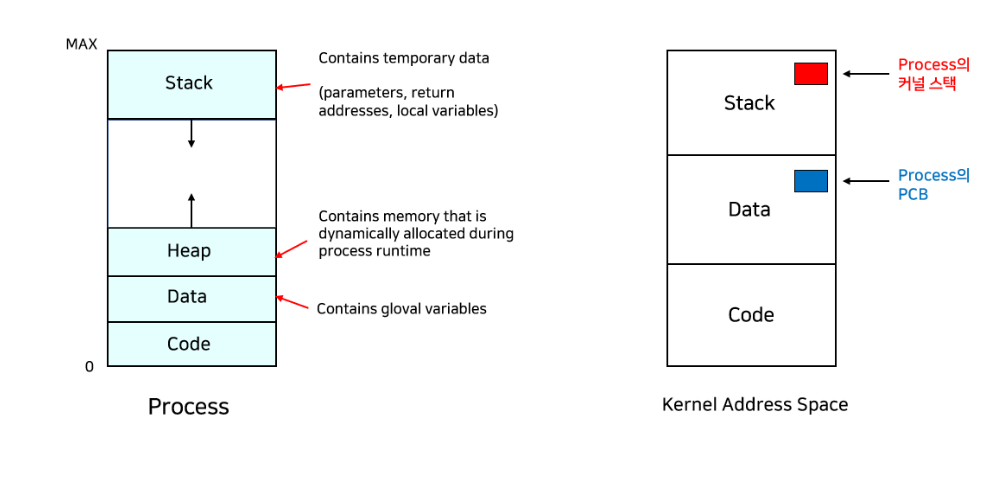 MAX
Stack
Contains temporary data
(parameters, return
addresses, local variables)
Heap
Contains memory that is
dynamically allocated during
process runtime
Data
Contains gloval variables
Code
0
Process
Stack
Process의
커널 스택
Data
Process의
PCB
Code
Kernel Address Space